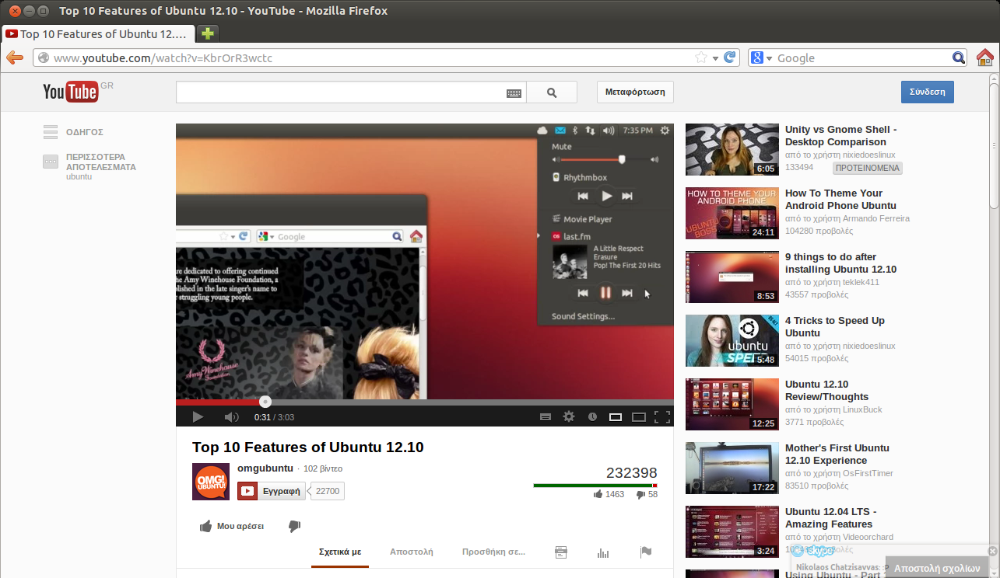 Top 10 Features of Ubuntu 12.10 - YouTube - Mozilla Firefox
Top 10 Features of Ubuntu 12....
www.youtube.com/watch?v=KbrOrR3wctc
Google
YouTube GR
Μεταφόρτωση
Σύνδεση
ΟΔΗΓΟΣ
ΠΕΡΙΣΣΟΤΕΡΑ
ΑΠΟΤΕΛΕΣΜΑΤΑ
ubuntu
7:35 PM
Mute
Rhythmbox
Movie Player
last.fm
A Little Respect
Erasure
Pop! The First 20 Hits
Sound Settings...
Google
re dedicated to offering continued
he Amy Winehouse Foundation, a
blished in the late singer's name to
r struggling young people.
Amy Winehouse
Foundation
0:31 / 3:03
Top 10 Features of Ubuntu 12.10
OMG!
UBUNTU!
omgubuntu · 102 βίντεο
Εγγραφή 22700
232398
1463 58
Μου αρέσει
Σχετικά με
Αποστολή
Προσθήκη σε...
6:05
Unity vs Gnome Shell -
Desktop Comparison
από το χρήστη nixiedoeslinux
133494 ΠΡΟΤΕΙΝΟΜΕΝΑ
HOW TO THEME YOUR
ANDROID PHONE
UBUNTU
BOSS
24:11
How To Theme Your
Android Phone Ubuntu
από το χρήστη Armando Ferreira
104280 προβολές
8:53
9 things to do after
installing Ubuntu 12.10
από το χρήστη teklek411
43557 προβολές
ubuntu
SPEED
5:48
4 Tricks to Speed Up
Ubuntu
από το χρήστη nixiedoeslinux
54015 προβολές
12:25
Ubuntu 12.10
Review/Thoughts
από το χρήστη LinuxBuck
3771 προβολές
17:22
Mother's First Ubuntu
12.10 Experience
από το χρήστη OsFirstTimer
83510 προβολές
3:24
Ubuntu 12.04 LTS -
Amazing Features
από το χρήστη Videoorchard
προβολές
skype
Nikolaos Chatzisavvas: :P
Using Ubuntu - Part
Αποστολή σχολίων